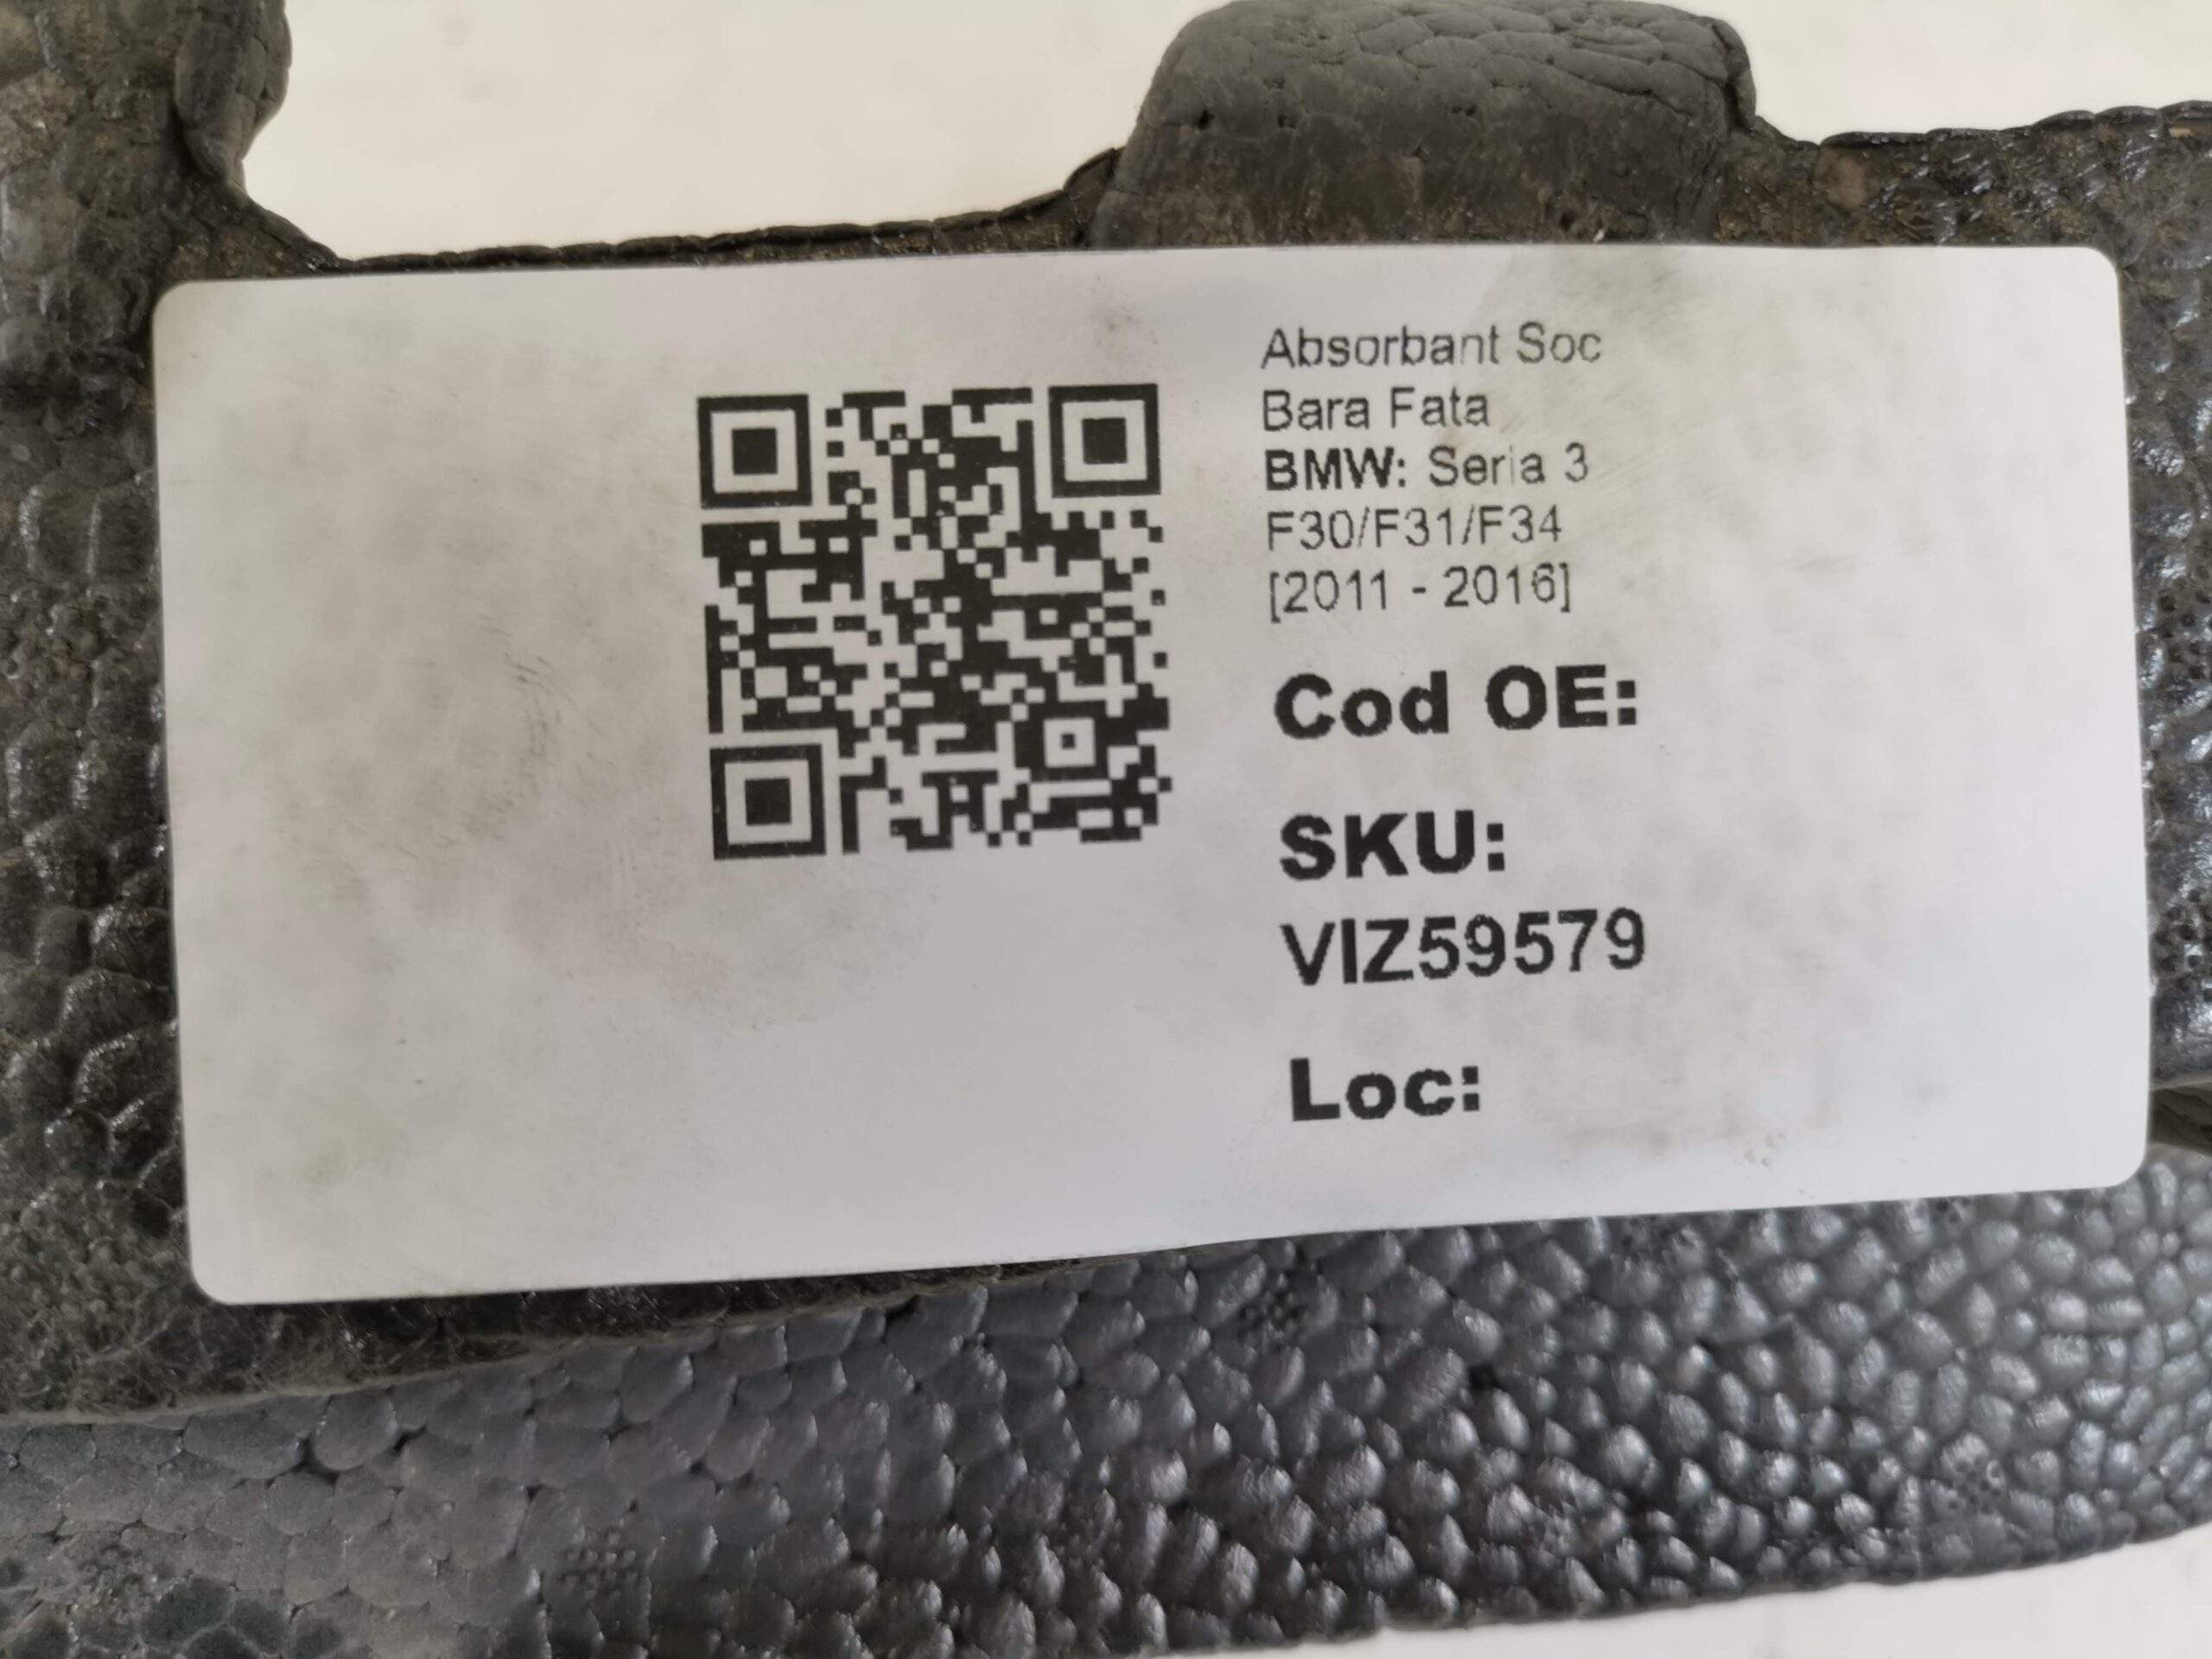 Absorbant Soc
Bara Fata
BMW: Seria 3
F30/F31/F34
[2011 - 2016]
Cod OE:
SKU:
VIZ59579
Loc: